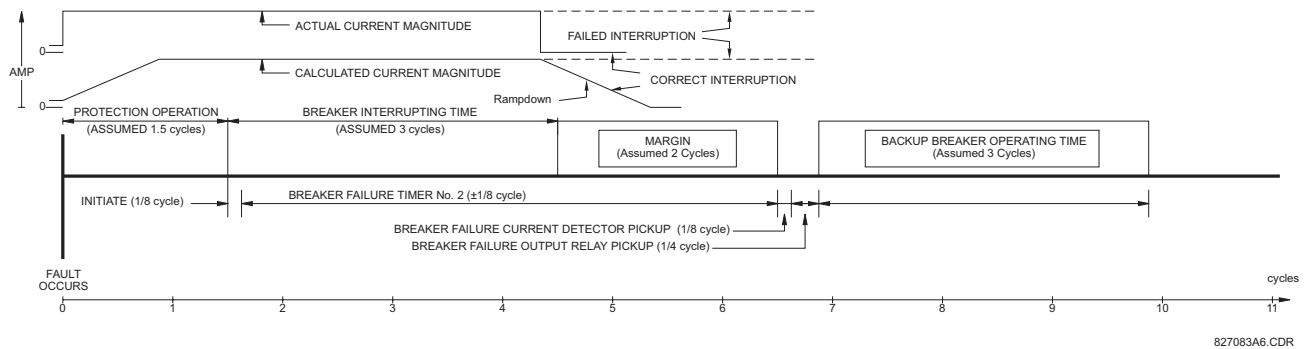 ACTUAL CURRENT MAGNITUDE
FAILED INTERRUPTION
0
AMP
CALCULATED CURRENT MAGNITUDE
CORRECT INTERRUPTION
Rampdown
0
PROTECTION OPERATION
(ASSUMED 1.5 cycles)
BREAKER INTERRUPTING TIME
(ASSUMED 3 cycles)
MARGIN
(Assumed 2 Cycles)
BACKUP BREAKER OPERATING TIME
(Assumed 3 Cycles)
INITIATE (1/8 cycle)
BREAKER FAILURE TIMER No. 2 (±1/8 cycle)
BREAKER FAILURE CURRENT DETECTOR PICKUP (1/8 cycle)
BREAKER FAILURE OUTPUT RELAY PICKUP (1/4 cycle)
FAULT
OCCURS
cycles
0 1 2 3 4 5 6 7 8 9 10 11
827083A6.CDR